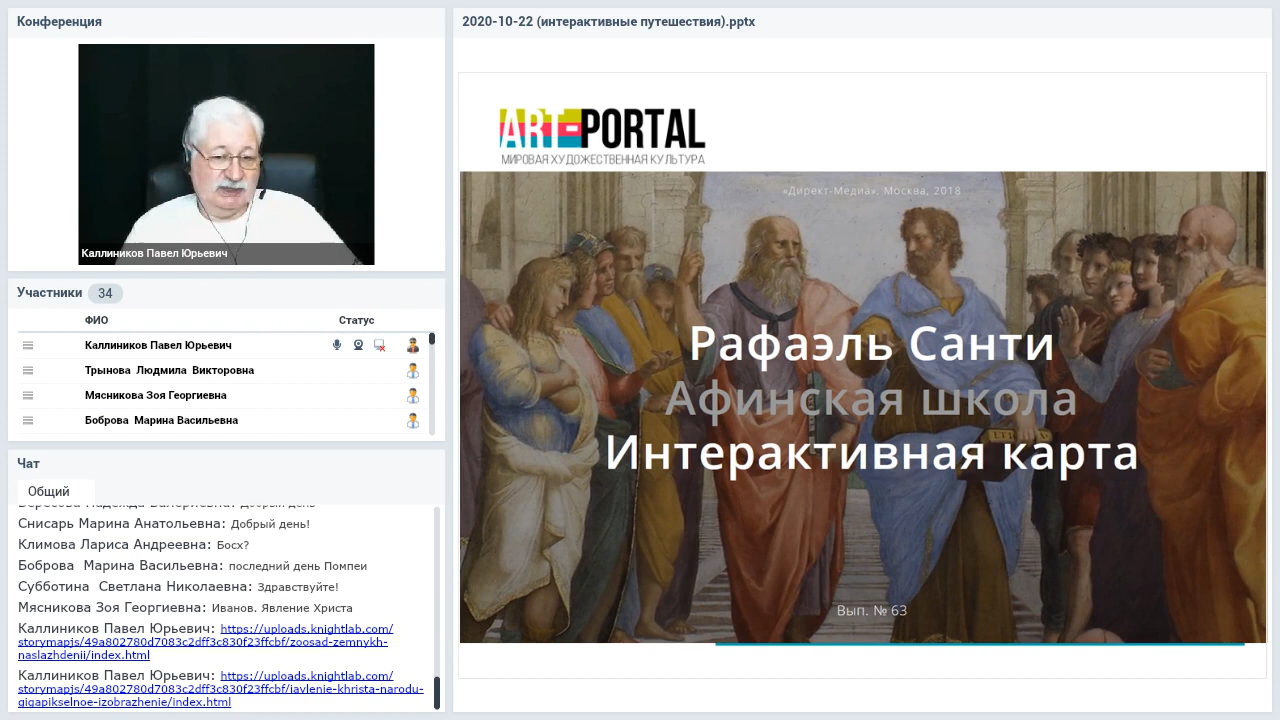 Конференция
Каллиников Павел Юрьевич
Участники 34
ФИО Статус
Каллиников Павел Юрьевич
Трынова Людмила Викторовна
Мясникова Зоя Георгиевна
Боброва Марина Васильевна
Чат
Общий
Снисарь Марина Анатольевна: Добрый день!
Климова Лариса Андреевна: Босх?
Боброва Марина Васильевна: последний день Помпеи
Субботина Светлана Николаевна: Здравствуйте!
Мясникова Зоя Георгиевна: Иванов. Явление Христа
Каллиников Павел Юрьевич: https://uploads.knightlab.com/
storymapjs/49a802780d7083c2dff3c830f23ffcbf/zoosad-zemnykh-
naslazhdenii/index.html
Каллиников Павел Юрьевич: https://uploads.knightlab.com/
storymapjs/49a802780d7083c2dff3c830f23ffcbf/iavlenie-khrista-narodu-
gigapikselnoe-izobrazhenie/index.html
2020-10-22 (интерактивные путешествия).pptx
ART-PORTAL
МИРОВАЯ ХУДОЖЕСТВЕННАЯ КУЛЬТУРА
«Директ-Медиа». Москва, 2018
Рафаэль Санти
Афинская школа
Интерактивная карта
Вып. № 63